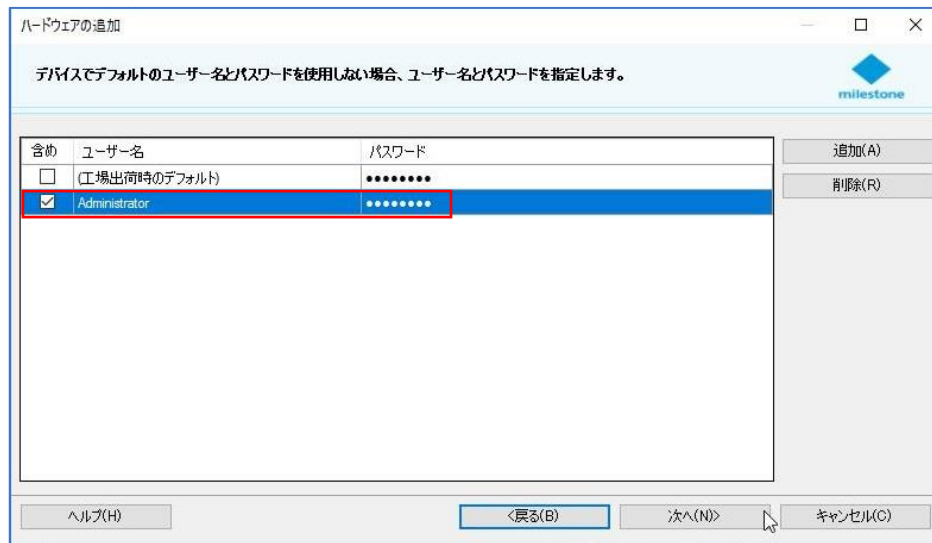 ハードウェアの追加
デバイスでデフォルトのユーザー名とパスワードを使用しない場合、ユーザー名とパスワードを指定します。
milestone
含め ユーザー名 パスワード
追加(A)
(工場出荷時のデフォルト) ●●●●●●●●
削除(R)
Administrator ●●●●●●●●
ヘルプ(H) <戻る(B) 次へ(N)> キャンセル(C)